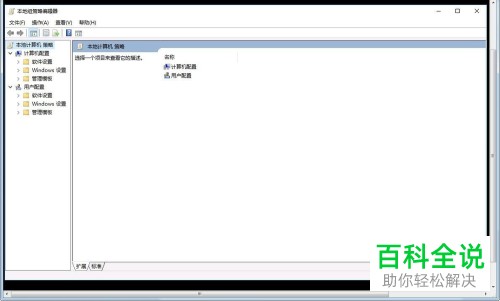 本地组策略编辑器
文件(F) 操作(A) 查看(V) 帮助(H)
本地计算机 策略
计算机配置
软件设置
Windows 设置
管理模板
用户配置
软件设置
Windows 设置
管理模板
本地计算机 策略
选择一个项目来查看它的描述。
名称
计算机配置
用户配置
扩展 标准
百科全说
助你轻松解决